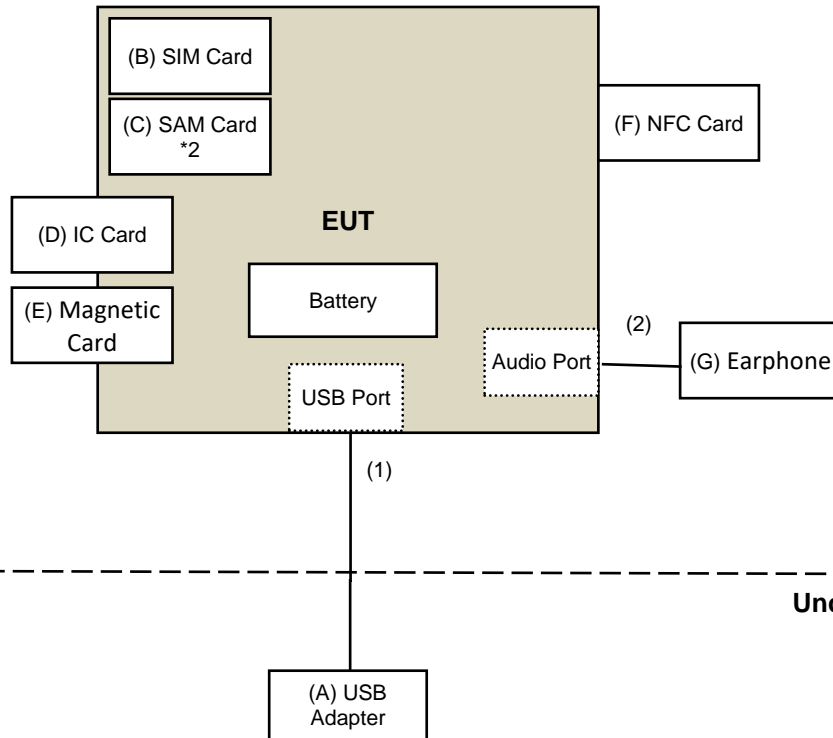 (B) SIM Card
(C) SAM Card
*2
(F) NFC Card
(D) IC Card
EUT
(E) Magnetic
Card
Battery
(2)
Audio Port
(G) Earphone
USB Port
(1)
(A) USB
Adapter